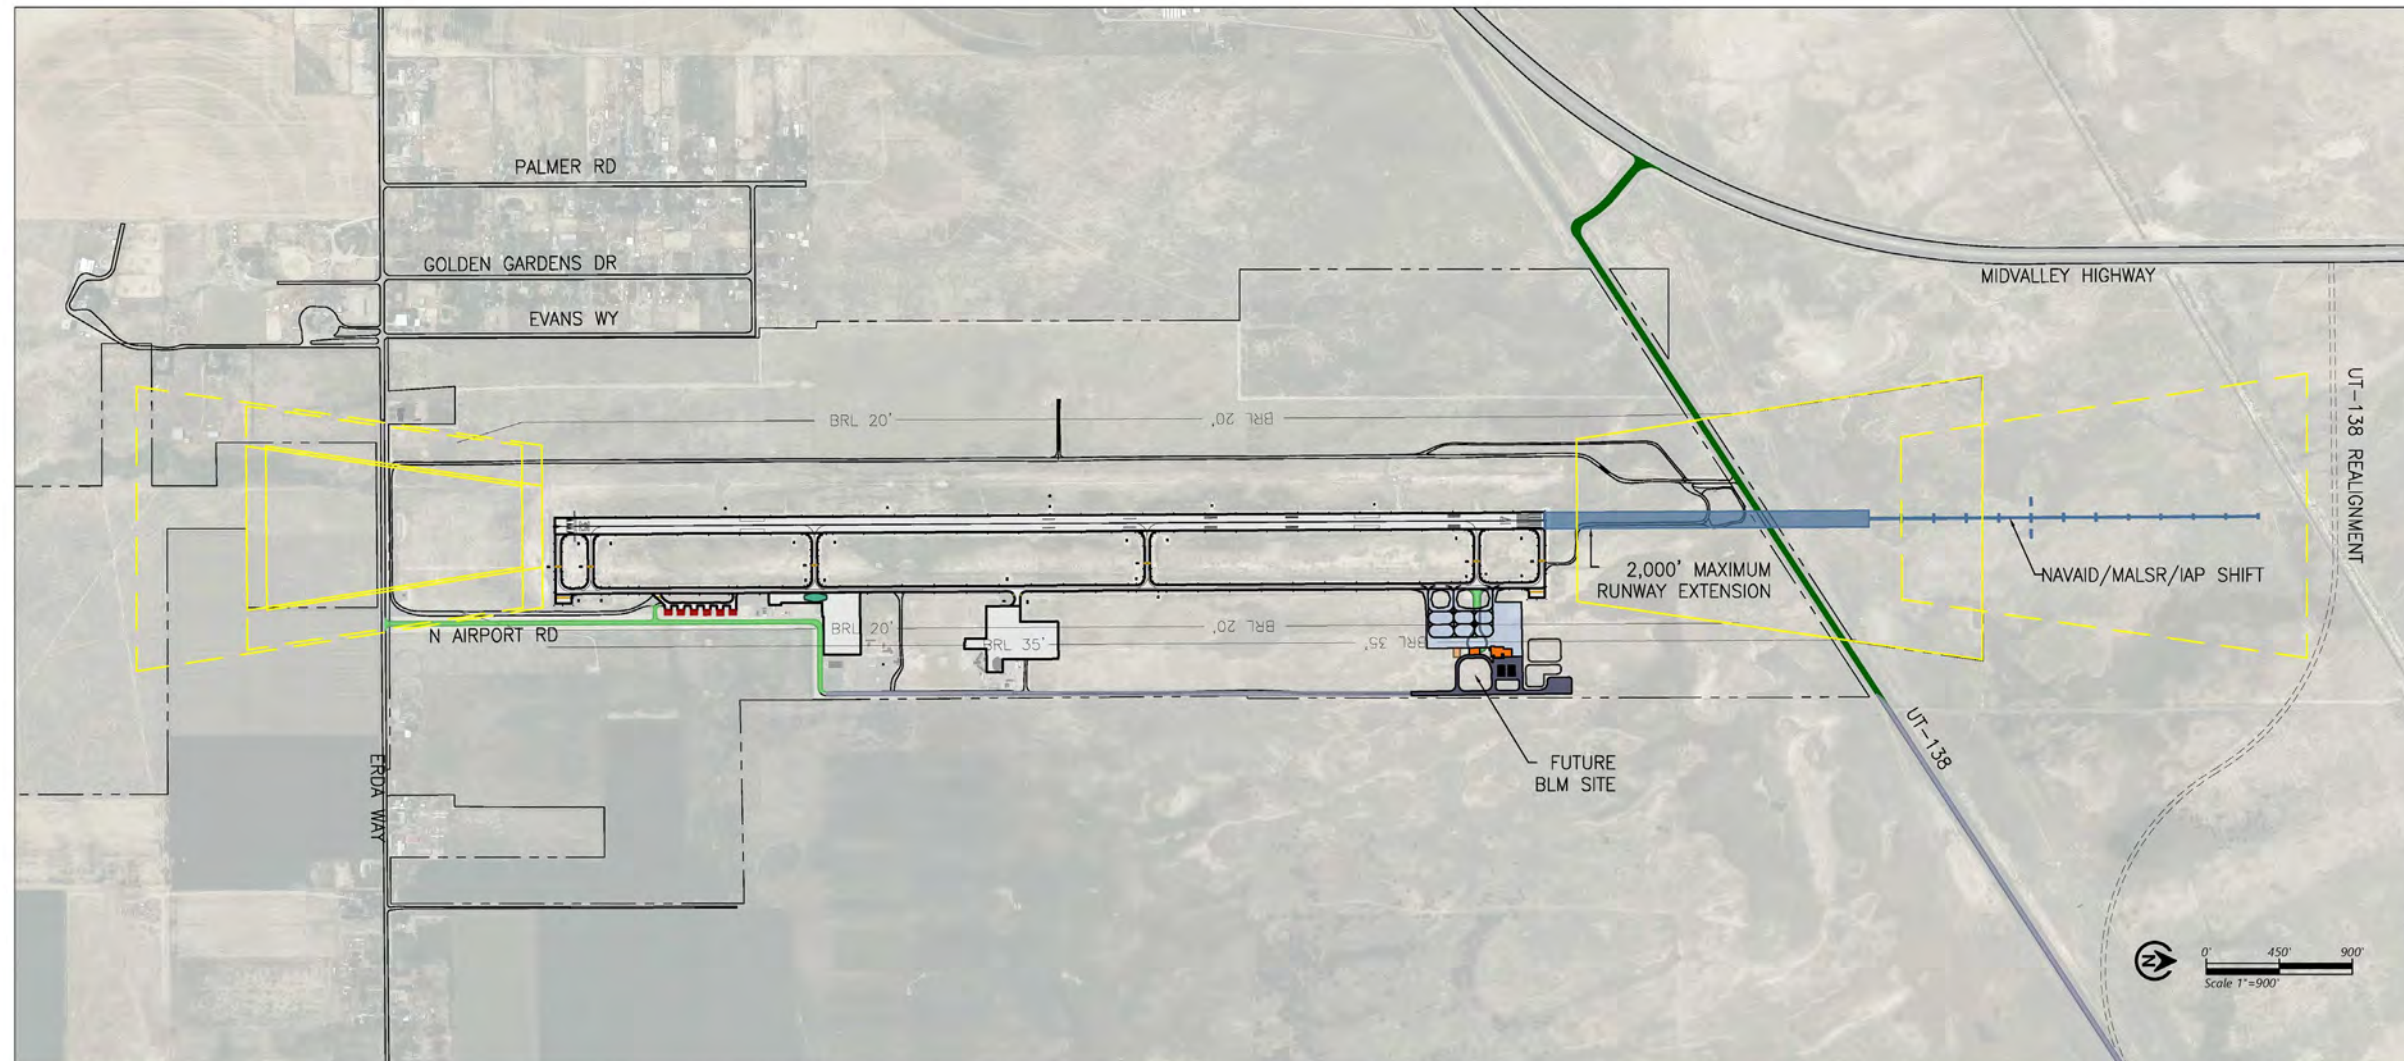 PALMER RD
GOLDEN GARDENS DR
EVANS WY
MIDVALLEY HIGHWAY
UT-138 REALIGNMENT
BRL 20'
BRL 20'
2,000' MAXIMUM
RUNWAY EXTENSION
NAVAID/MALSR/IAP SHIFT
N AIRPORT RD
BRL 20'
BRL 35'
BRL 20'
BRL 35'
UT-138
FUTURE
BLM SITE
ERDA WAY
N
0' 450' 900'
Scale 1"=900'